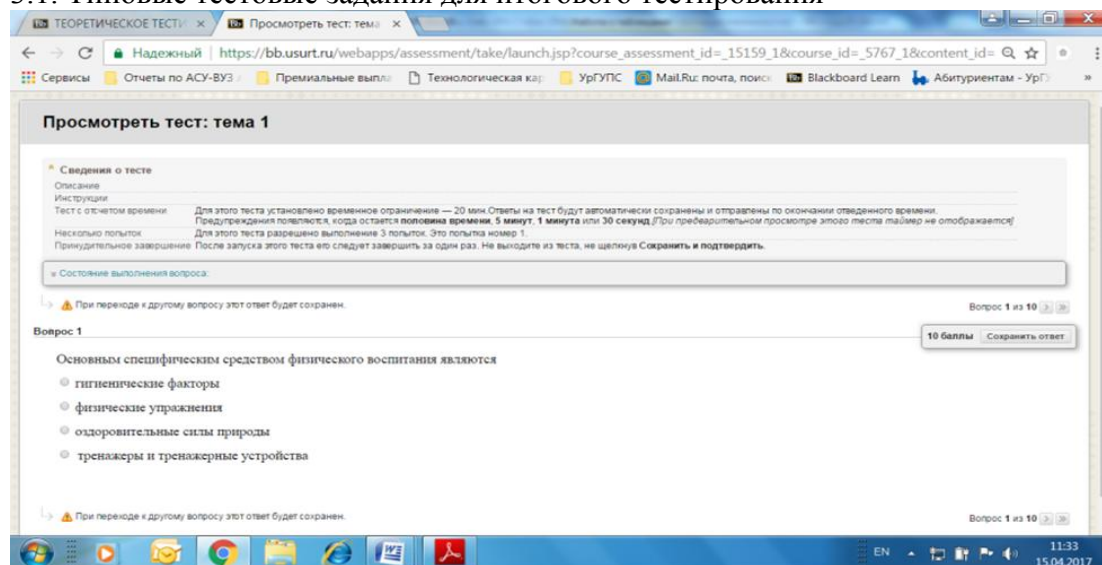 ТЕОРЕТИЧЕСКОЕ ТЕСТИ × Просмотреть тест: тема ×
Надежный https://bb.usurt.ru/webapps/assessment/take/launch.jsp?course_assessment_id=_15159_1&course_id=_5767_1&content_id=
Сервисы Отчеты по АСУ-ВУЗ Премиальные выпл Технологическая кар УрГУПС Mail.Ru: почта, поиск Blackboard Learn Абитуриентам - УрГ »
Просмотреть тест: тема 1
* Сведения о тесте
Описание
Инструкции
Тест с отсчетом времени Для этого теста установлено временное ограничение — 20 мин.Ответы на тест будут автоматически сохранены и отправлены по окончании отведенного времени.
Предупреждения появляются, когда остается половина времени, 5 минут, 1 минута или 30 секунд.[При предварительном просмотре этого теста таймер не отображается]
Несколько попыток Для этого теста разрешено выполнение 3 попыток. Это попытка номер 1.
Принудительное завершение После запуска этого теста его следует завершить за один раз. Не выходите из теста, не щелкнув Сохранить и подтвердить.
Состояние выполнения вопроса:
При переходе к другому вопросу этот ответ будет сохранен. Вопрос 1 из 10 > »
Вопрос 1 10 баллы Сохранить ответ
Основным специфическим средством физического воспитания являются
гигиенические факторы
физические упражнения
оздоровительные силы природы
тренажеры и тренажерные устройства
При переходе к другому вопросу этот ответ будет сохранен. Вопрос 1 из 10 > »
EN 11:33
15.04.2017